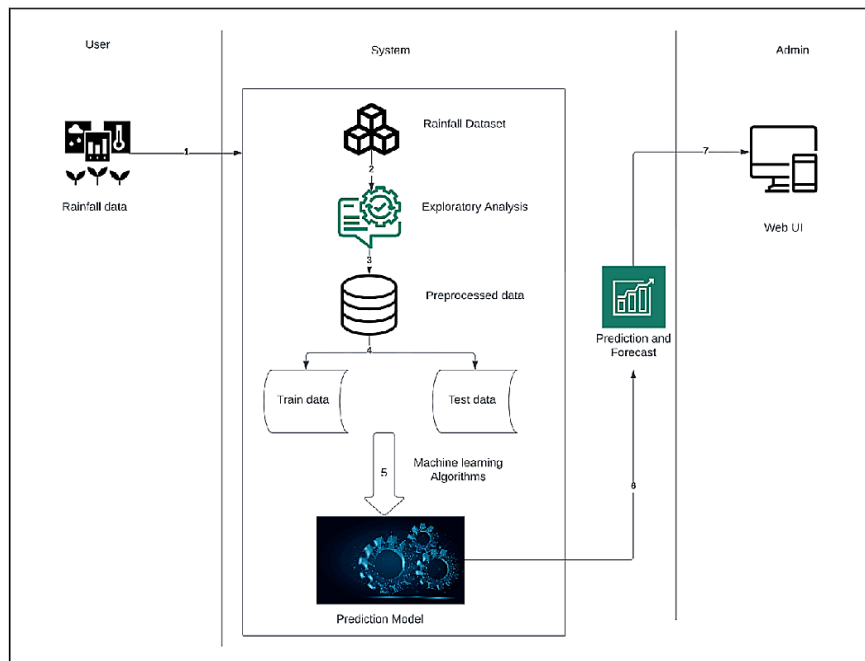 User
System
Admin
Rainfall data
1
Rainfall Dataset
2
Exploratory Analysis
3
Preprocessed data
4
Train data
Test data
5
Machine learning
Algorithms
Prediction Model
6
Prediction and
Forecast
7
Web UI